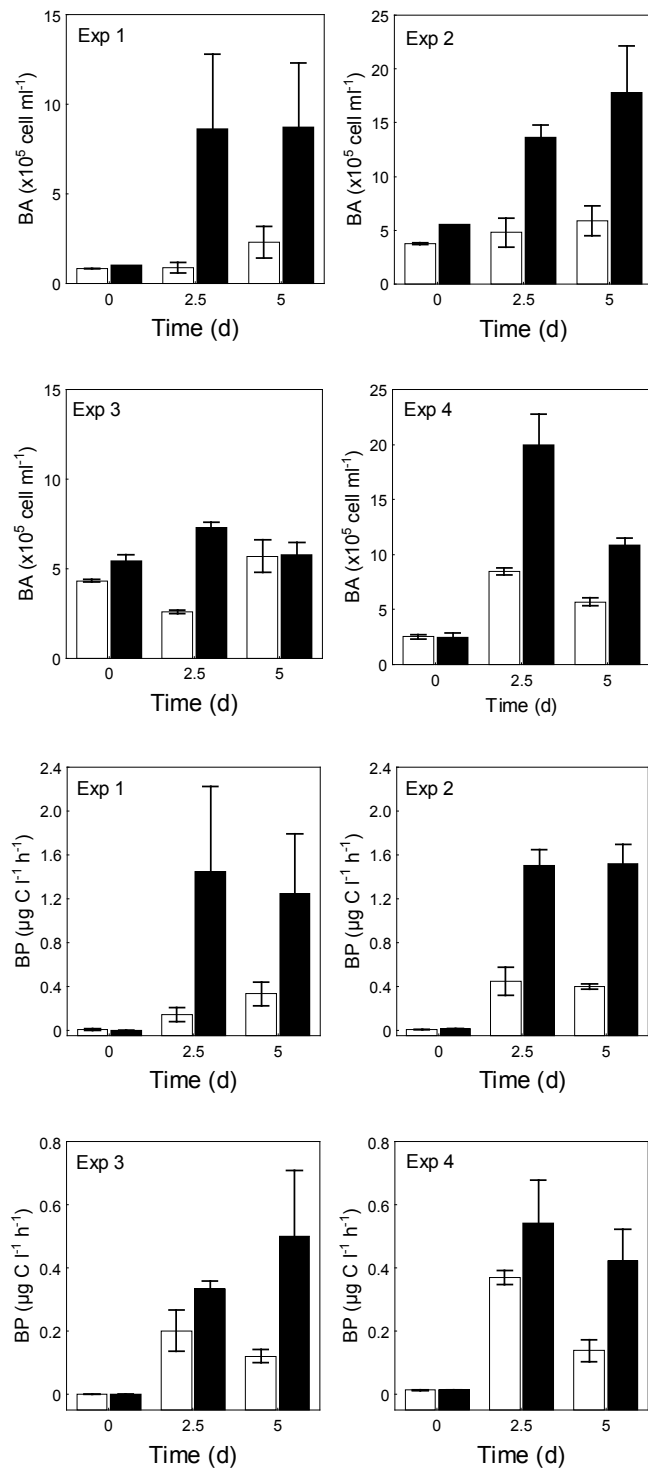 Exp 1
BA (x10⁵ cell ml⁻¹)
15
10
5
0
0 2.5 5
Time (d)
Exp 2
BA (x10⁵ cell ml⁻¹)
25
20
15
10
5
0
0 2.5 5
Time (d)
Exp 3
BA (x10⁵ cell ml⁻¹)
15
10
5
0
0 2.5 5
Time (d)
Exp 4
BA (x10⁵ cell ml⁻¹)
25
20
15
10
5
0
0 2.5 5
Time (d)
Exp 1
BP (µg C l⁻¹ h⁻¹)
2.4
2.0
1.6
1.2
0.8
0.4
0
0 2.5 5
Time (d)
Exp 2
BP (µg C l⁻¹ h⁻¹)
2.4
2.0
1.6
1.2
0.8
0.4
0
0 2.5 5
Time (d)
Exp 3
BP (µg C l⁻¹ h⁻¹)
0.8
0.6
0.4
0.2
0
0 2.5 5
Time (d)
Exp 4
BP (µg C l⁻¹ h⁻¹)
0.8
0.6
0.4
0.2
0
0 2.5 5
Time (d)